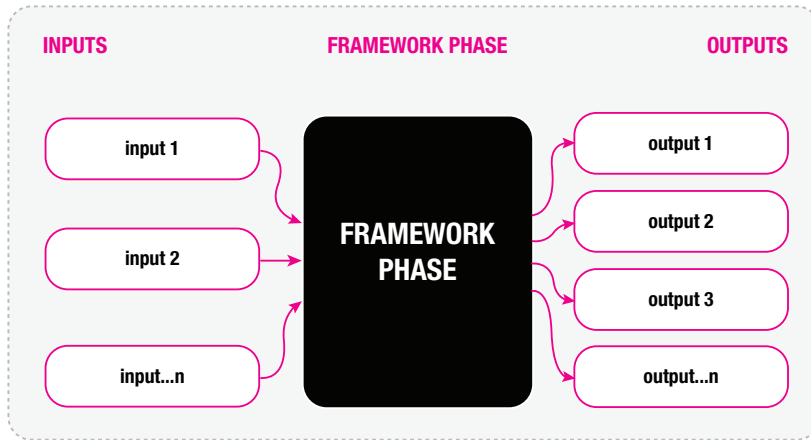 INPUTS
FRAMEWORK PHASE
OUTPUTS
input 1
input 2
input...n
FRAMEWORK
PHASE
output 1
output 2
output 3
output...n